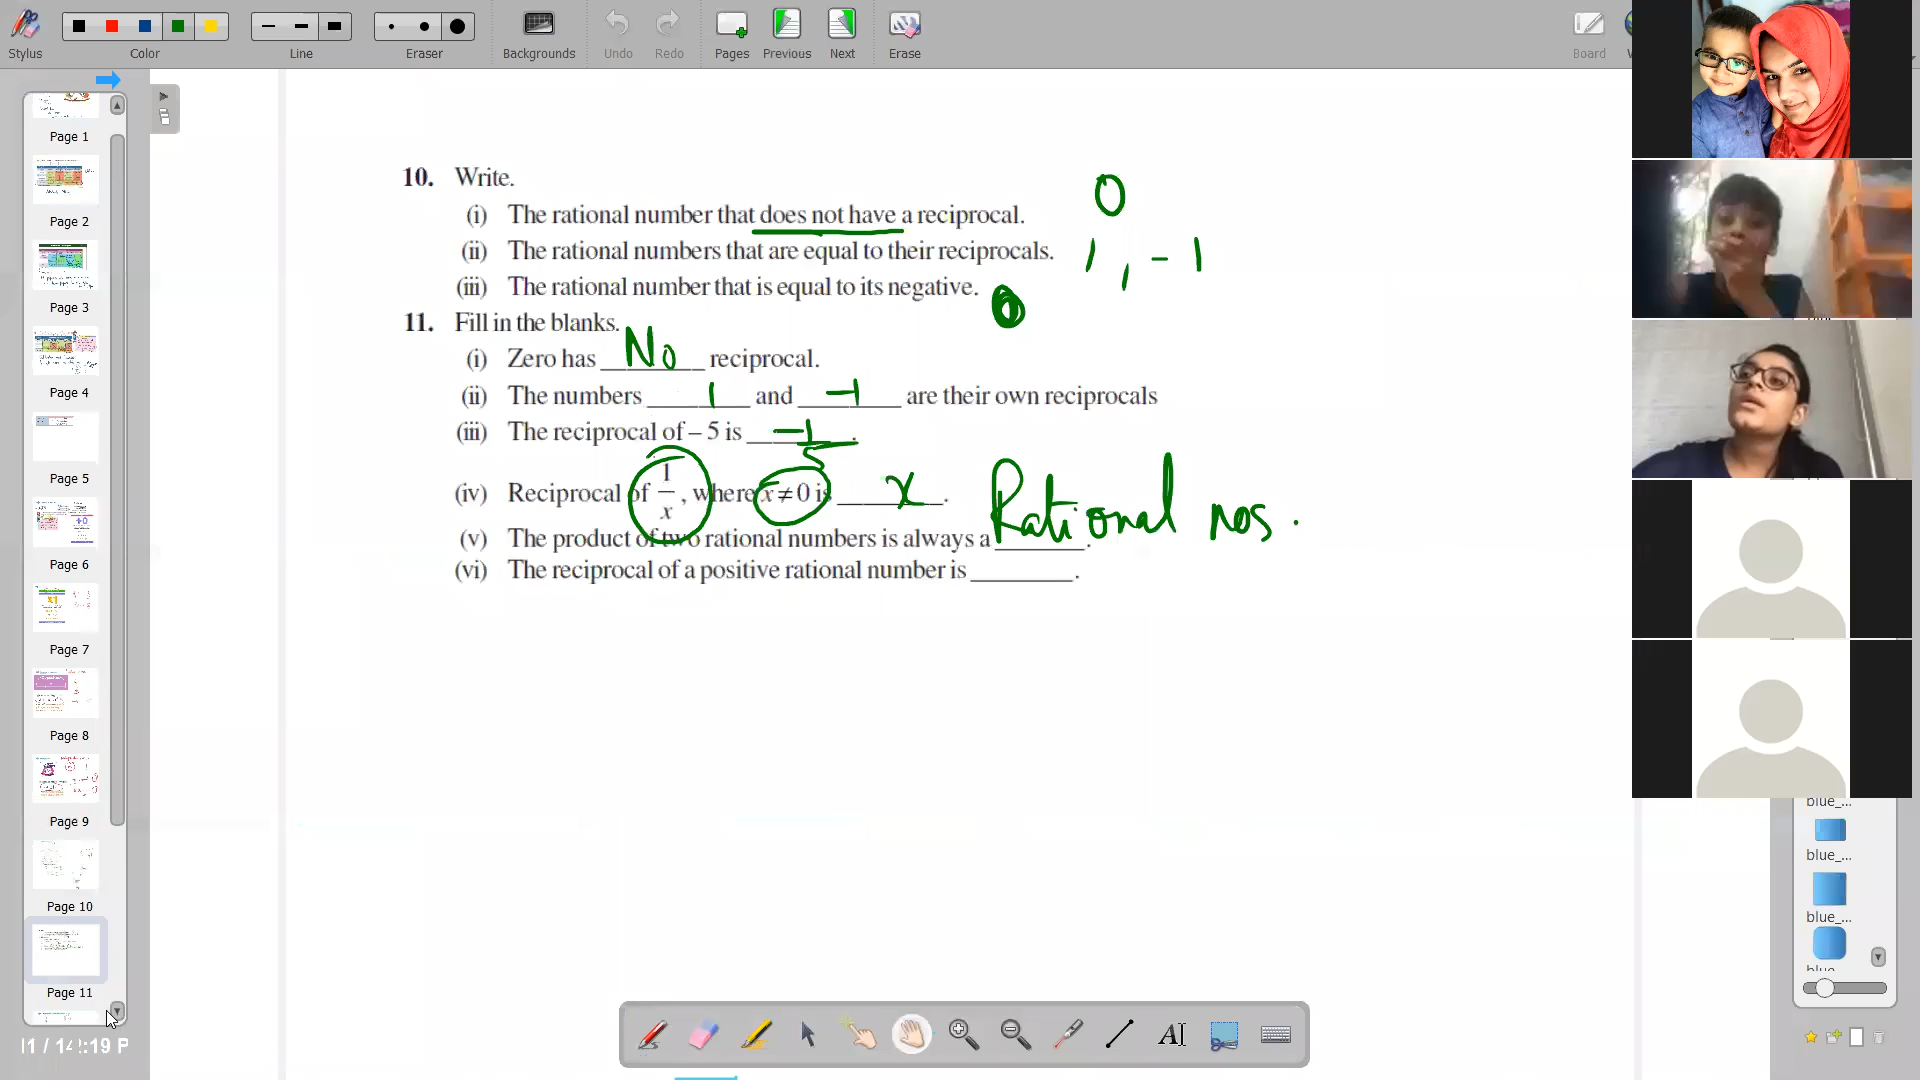 Stylus Color Line Eraser Backgrounds Undo Redo Pages Previous Next Erase Board
Page 1
Page 2
Page 3
Page 4
Page 5
Page 6
Page 7
Page 8
Page 9
Page 10
Page 11
10. Write.
(i) The rational number that does not have a reciprocal. 0
(ii) The rational numbers that are equal to their reciprocals. 1, -1
(iii) The rational number that is equal to its negative. 0
11. Fill in the blanks.
(i) Zero has No reciprocal.
(ii) The numbers 1 and -1 are their own reciprocals
(iii) The reciprocal of – 5 is -1/5.
(iv) Reciprocal of 1/x, where x ≠ 0 is x.
(v) The product of two rational numbers is always a Rational nos.
(vi) The reciprocal of a positive rational number is ________.
blue_...
blue_...
blue_...